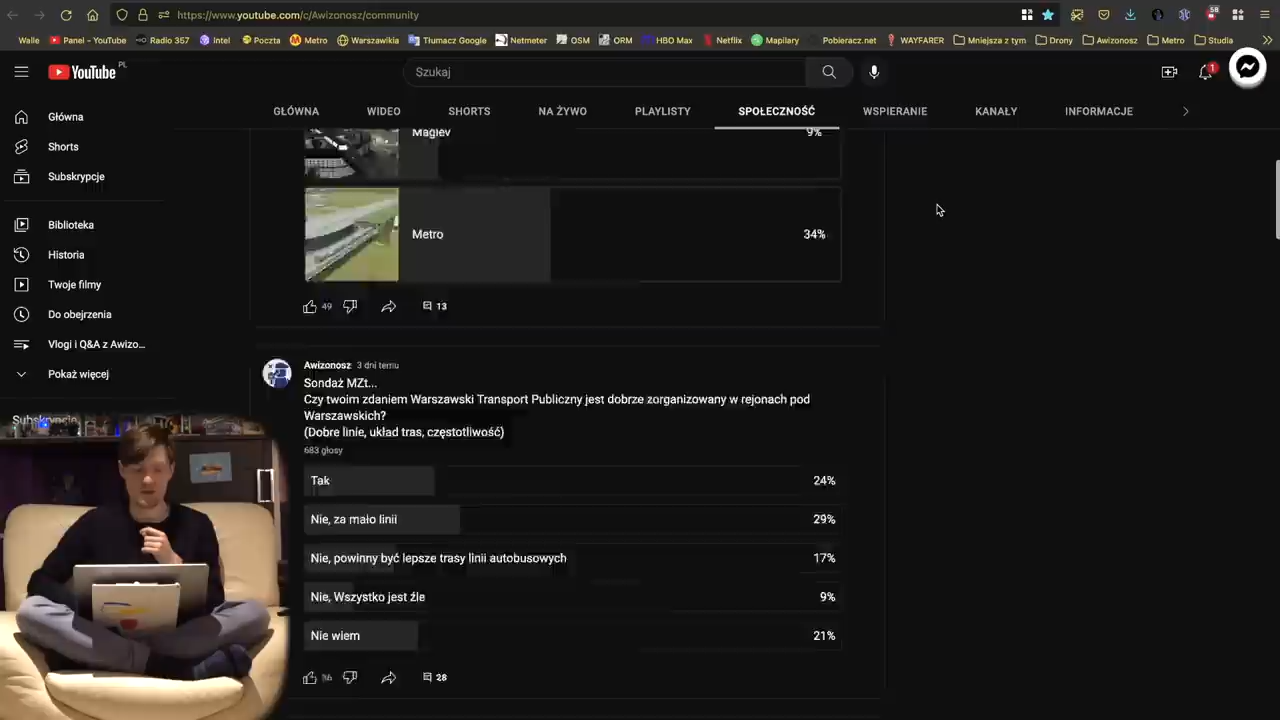 https://www.youtube.com/c/Awizonosz/community
58
Walle
Panel - YouTube
Radio 357
Intel
Poczta
Metro
Warszawikia
Tłumacz Google
Netmeter
OSM
ORM
HBO Max
Netflix
Mapilary
Pobieracz.net
WAYFARER
Mniejsza z tym
Drony
Awizonosz
Metro
Studia
YouTube PL
Szukaj
1
GŁÓWNA
WIDEO
SHORTS
NA ŻYWO
PLAYLISTY
SPOŁECZNOŚĆ
WSPIERANIE
KANAŁY
INFORMACJE
Główna
Shorts
Subskrypcje
Biblioteka
Historia
Twoje filmy
Do obejrzenia
Vlogi i Q&A z Awizo...
Pokaż więcej
Subskrypcje
Maglev
9%
Metro
34%
49
13
Awizonosz 3 dni temu
Sondaż MZt...
Czy twoim zdaniem Warszawski Transport Publiczny jest dobrze zorganizowany w rejonach pod
Warszawskich?
(Dobre linie, układ tras, częstotliwość)
683 głosy
Tak
24%
Nie, za mało linii
29%
Nie, powinny być lepsze trasy linii autobusowych
17%
Nie, Wszystko jest źle
9%
Nie wiem
21%
28